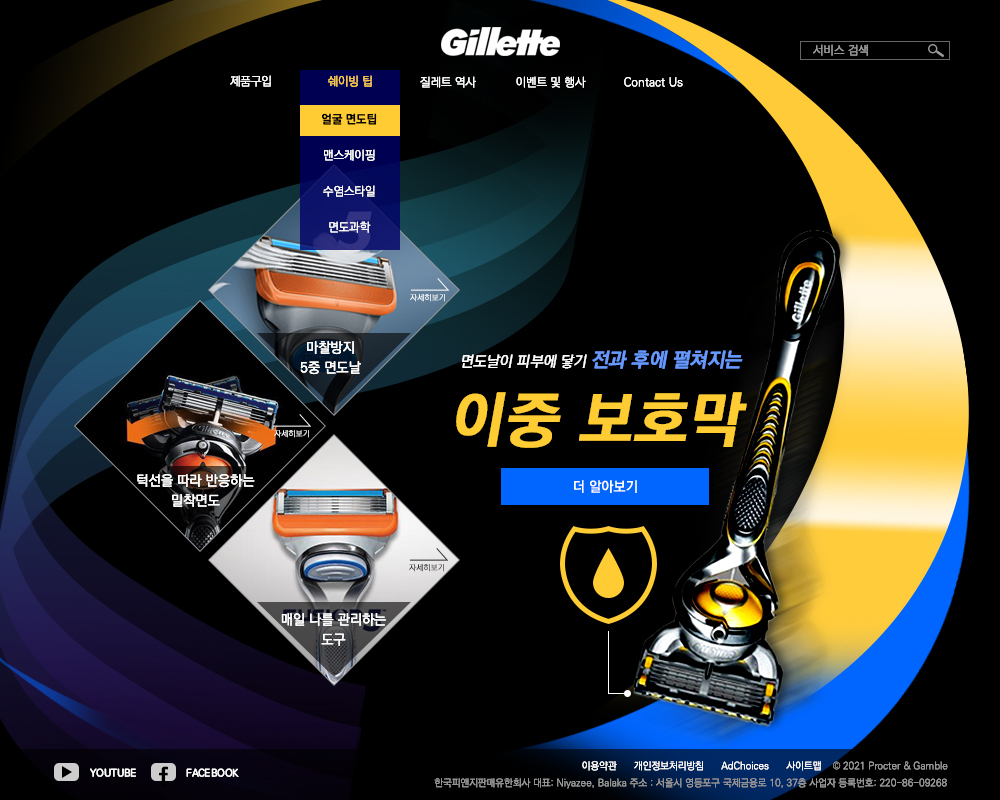 Gillette
서비스 검색
제품구입
쉐이빙 팁
질레트 역사
이벤트 및 행사
Contact Us
얼굴 면도팁
맨스케이핑
수염스타일
면도과학
자세히보기
마찰방지
5중 면도날
자세히보기
턱선을 따라 반응하는
밀착면도
자세히보기
매일 나를 관리하는
도구
면도날이 피부에 닿기 전과 후에 펼쳐지는
이중 보호막
더 알아보기
Gillette
YOUTUBE
FACEBOOK
이용약관 개인정보처리방침 AdChoices 사이트맵 © 2021 Procter & Gamble
한국피앤지판매유한회사 대표: Niyazee, Balaka 주소 : 서울시 영등포구 국제금융로 10, 37층 사업자 등록번호: 220-86-09268